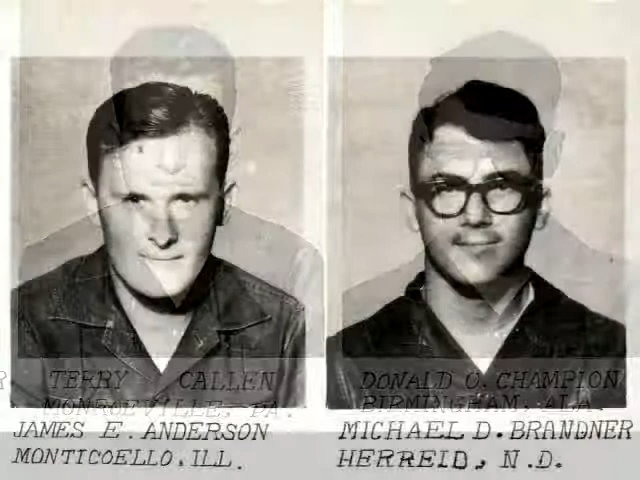 TERRY CALLEN DONALD O. CHAMPION
MONROEVILLE, PA. BIRMINGHAM, ALA
JAMES E. ANDERSON MICHAEL D. BRANDNER
MONTICOELLO, ILL. HERREID, N.D.